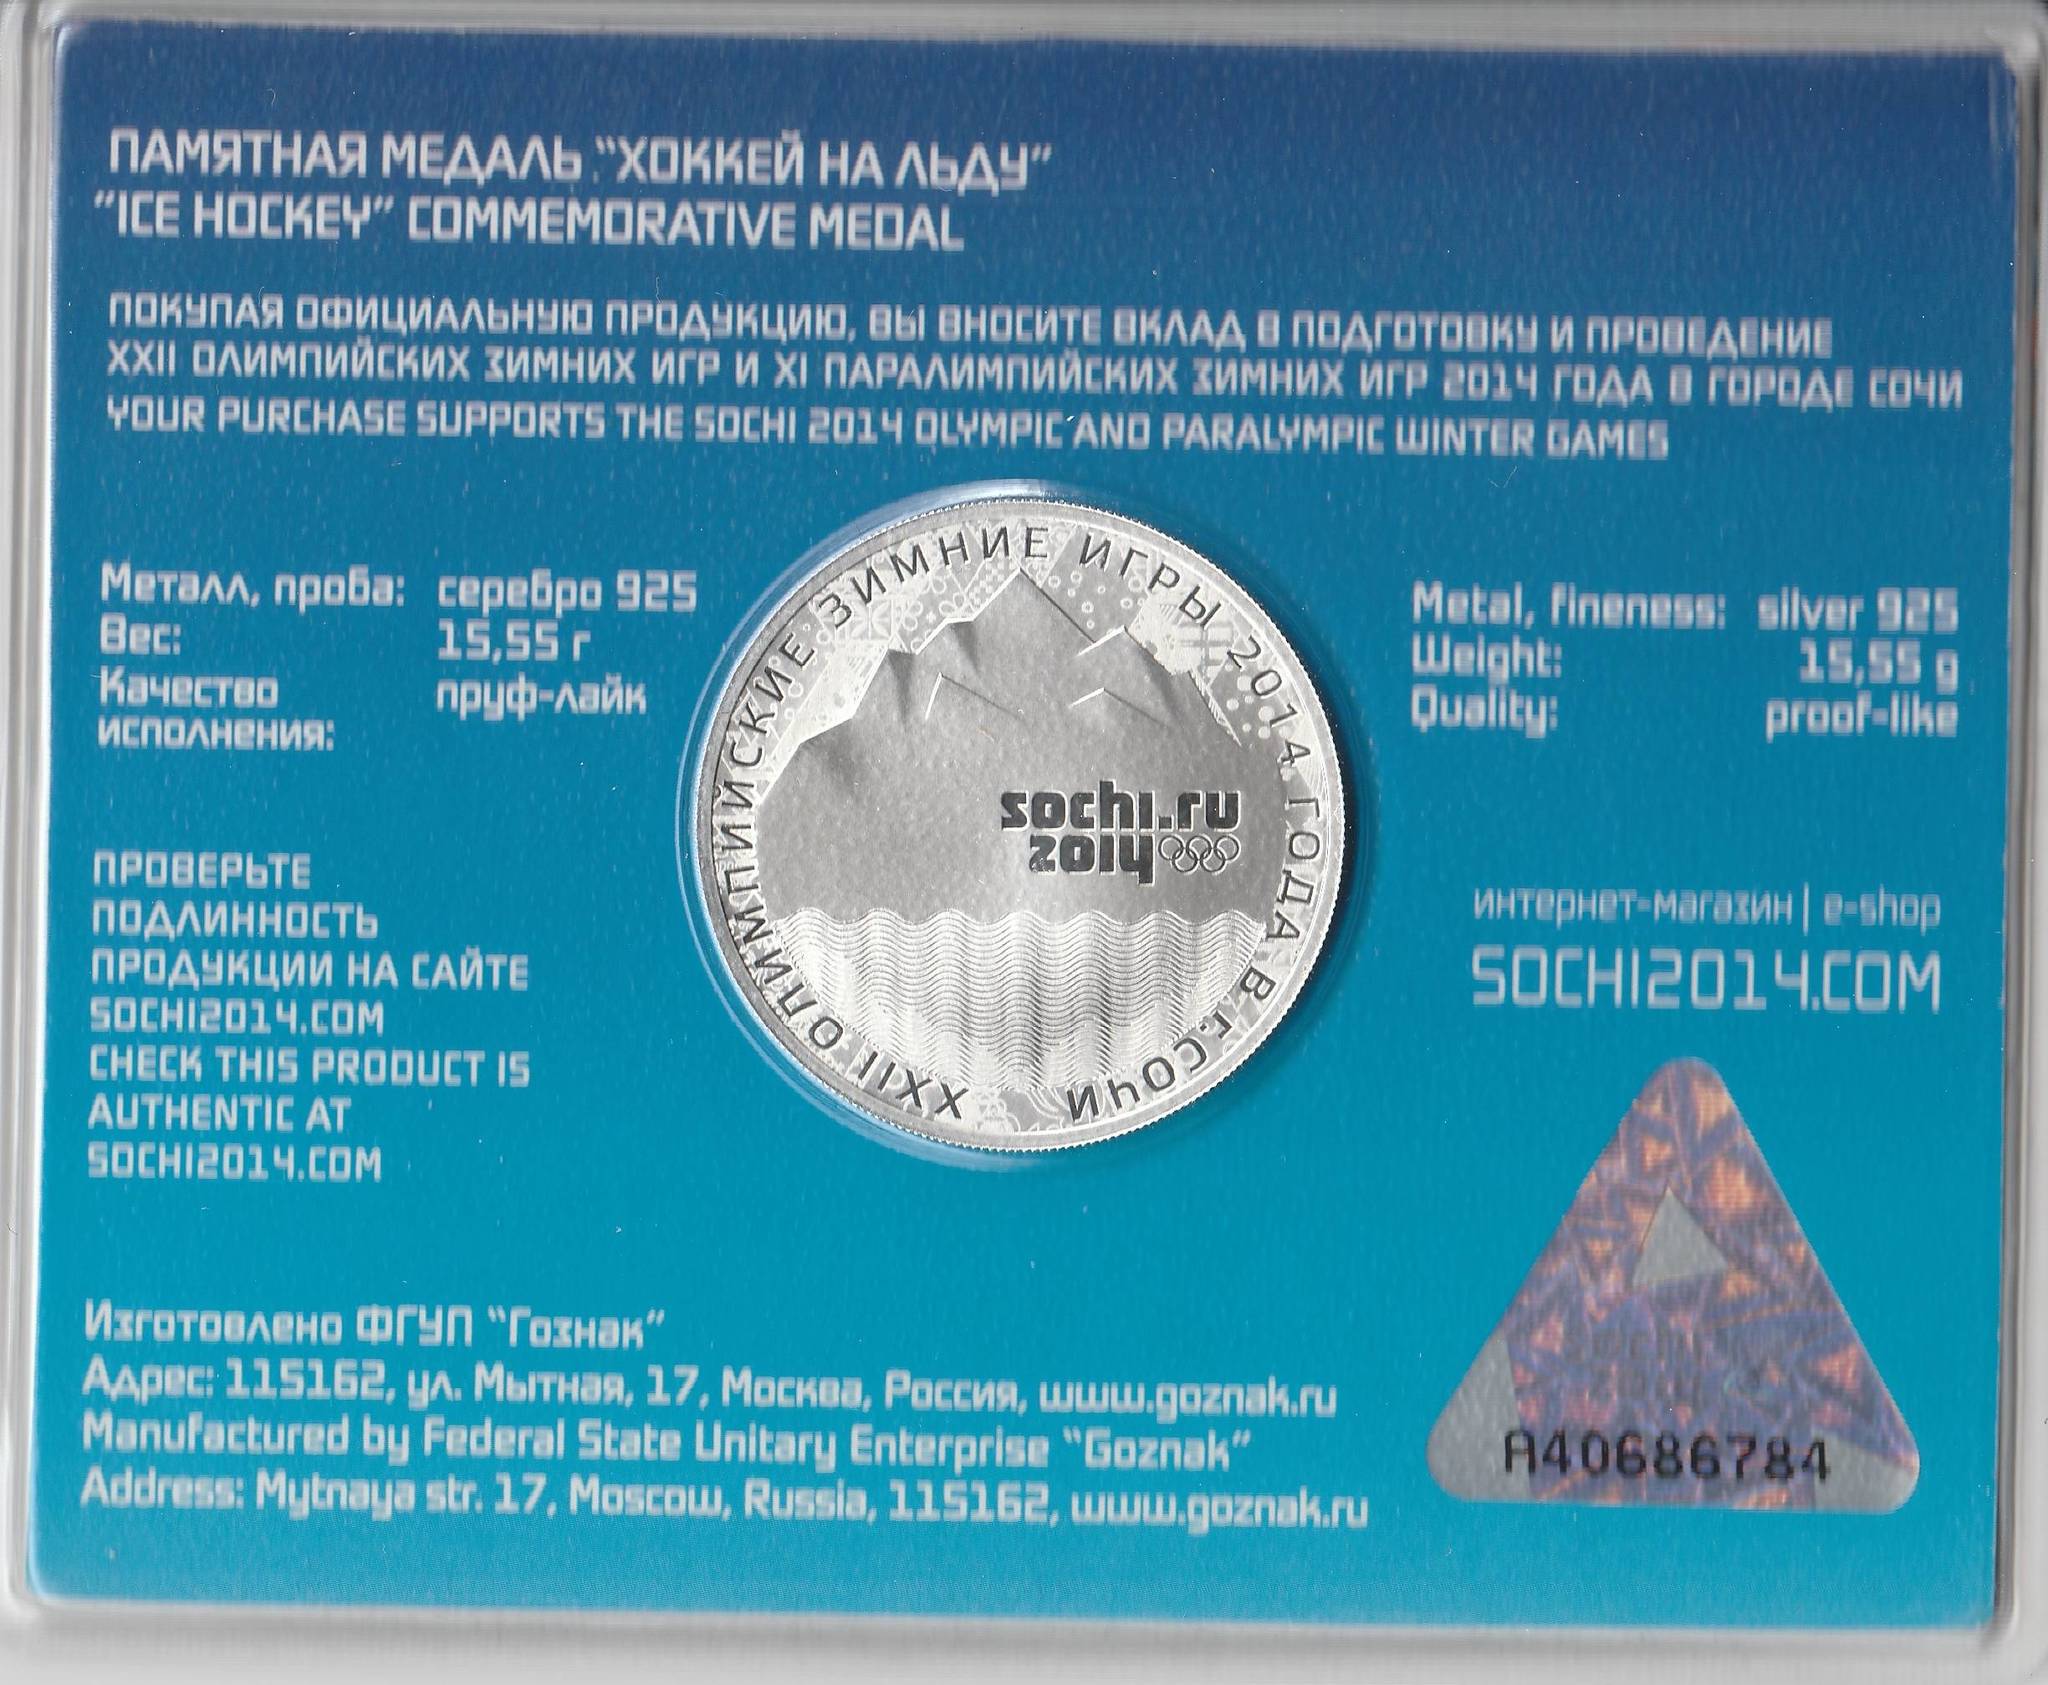 ПАМЯТНАЯ МЕДАЛЬ "ХОККЕЙ НА ЛЬДУ"
"ICE HOCKEY" COMMEMORATIVE MEDAL
ПОКУПАЯ ОФИЦИАЛЬНУЮ ПРОДУКЦИЮ, ВЫ ВНОСИТЕ ВКЛАД В ПОДГОТОВКУ И ПРОВЕДЕНИЕ
XXII ОЛИМПИЙСКИХ ЗИМНИХ ИГР И XI ПАРАЛИМПИЙСКИХ ЗИМНИХ ИГР 2014 ГОДА В ГОРОДЕ СОЧИ
YOUR PURCHASE SUPPORTS THE SOCHI 2014 OLYMPIC AND PARALYMPIC WINTER GAMES
Металл, проба: серебро 925
Вес: 15,55 г
Качество пруф-лайк
исполнения:
XXII ОЛИМПИЙСКИЕ ЗИМНИЕ ИГРЫ 2014 ГОДА В Г.СОЧИ
sochi.ru
2014
Metal, fineness: silver 925
Weight: 15,55 g
Quality: proof-like
ПРОВЕРЬТЕ
ПОДЛИННОСТЬ
ПРОДУКЦИИ НА САЙТЕ
SOCHI2014.COM
CHECK THIS PRODUCT IS
AUTHENTIC AT
SOCHI2014.COM
интернет-магазин | e-shop
SOCHI2014.COM
Изготовлено ФГУП "Гознак"
Адрес: 115162, ул. Мытная, 17, Москва, Россия, www.goznak.ru
Manufactured by Federal State Unitary Enterprise "Goznak"
Address: Mytnaya str. 17, Moscow, Russia, 115162, www.goznak.ru
A40686784